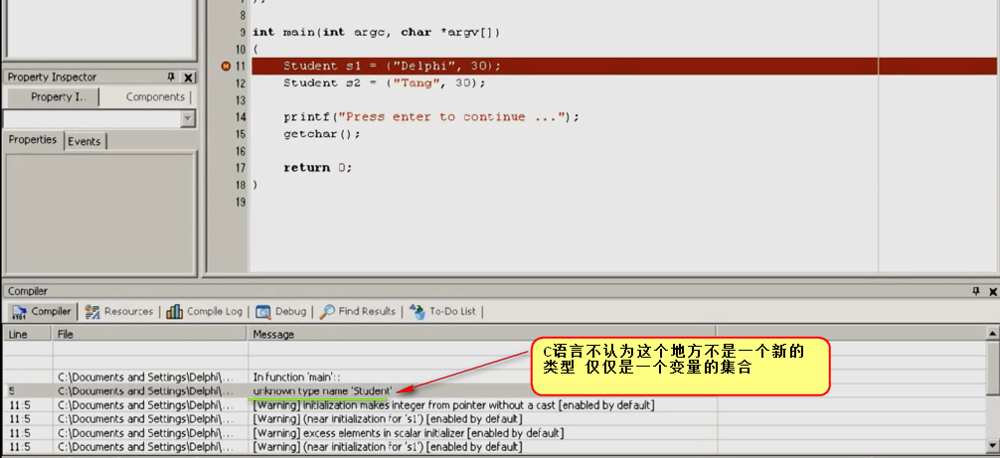 7 );
8
9 int main(int argc, char *argv[])
10 {
11 Student s1 = {"Delphi", 30};
12 Student s2 = {"Tang", 30};
13
14 printf("Press enter to continue ...");
15 getchar();
16
17 return 0;
18 }
19
Property Inspector
Property I.. Components
Properties Events
Compiler
Compiler Resources Compile Log Debug Find Results To-Do List
Line File Message
C:\Documents and Settings\Delphi\... In function 'main'::
5 C:\Documents and Settings\Delphi\... unknown type name 'Student'
11:5 C:\Documents and Settings\Delphi\... [Warning] initialization makes integer from pointer without a cast [enabled by default]
11:5 C:\Documents and Settings\Delphi\... [Warning] (near initialization for 's1') [enabled by default]
11:5 C:\Documents and Settings\Delphi\... [Warning] excess elements in scalar initializer [enabled by default]
11:5 C:\Documents and Settings\Delphi\... [Warning] (near initialization for 's1') [enabled by default]
C语言不认为这个地方不是一个新的
类型 仅仅是一个变量的集合